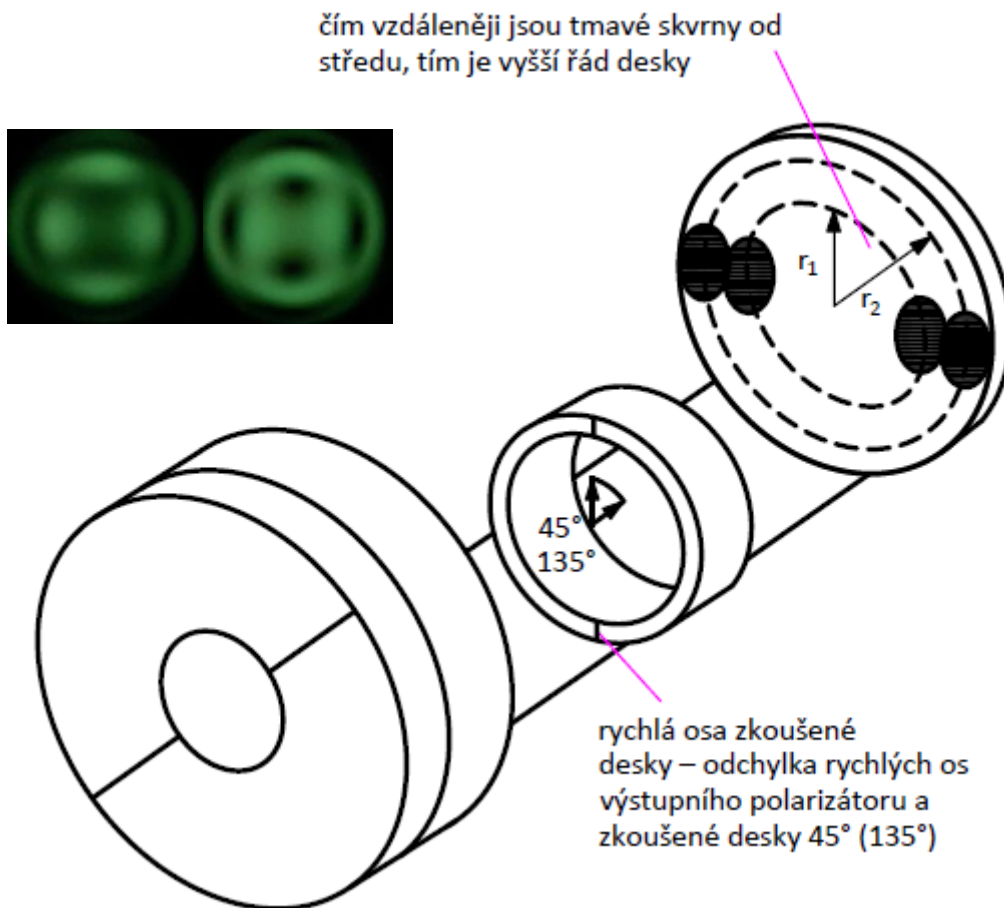 čím vzdáleněji jsou tmavé skvrny od
středu, tím je vyšší řád desky
r₁
r₂
45°
135°
rychlá osa zkoušené
desky – odchylka rychlých os
výstupního polarizátoru a
zkoušené desky 45° (135°)